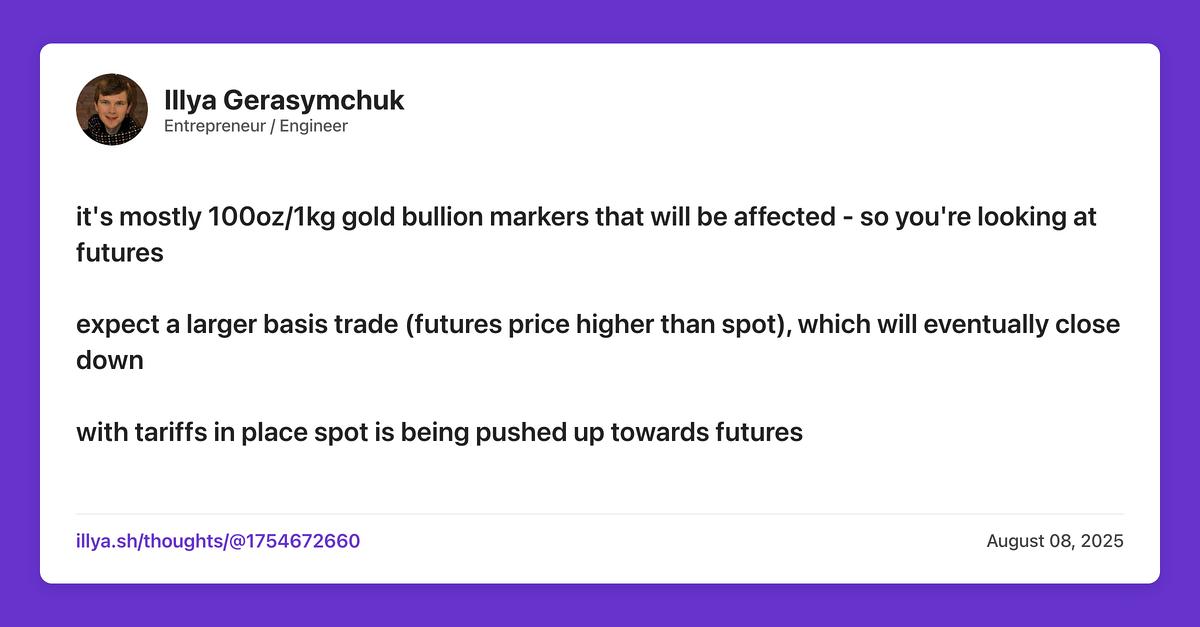 Illya Gerasymchuk
Entrepreneur / Engineer
it's mostly 100oz/1kg gold bullion markers that will be affected - so you're looking at
futures
expect a larger basis trade (futures price higher than spot), which will eventually close
down
with tariffs in place spot is being pushed up towards futures
illya.sh/thoughts/@1754672660
August 08, 2025